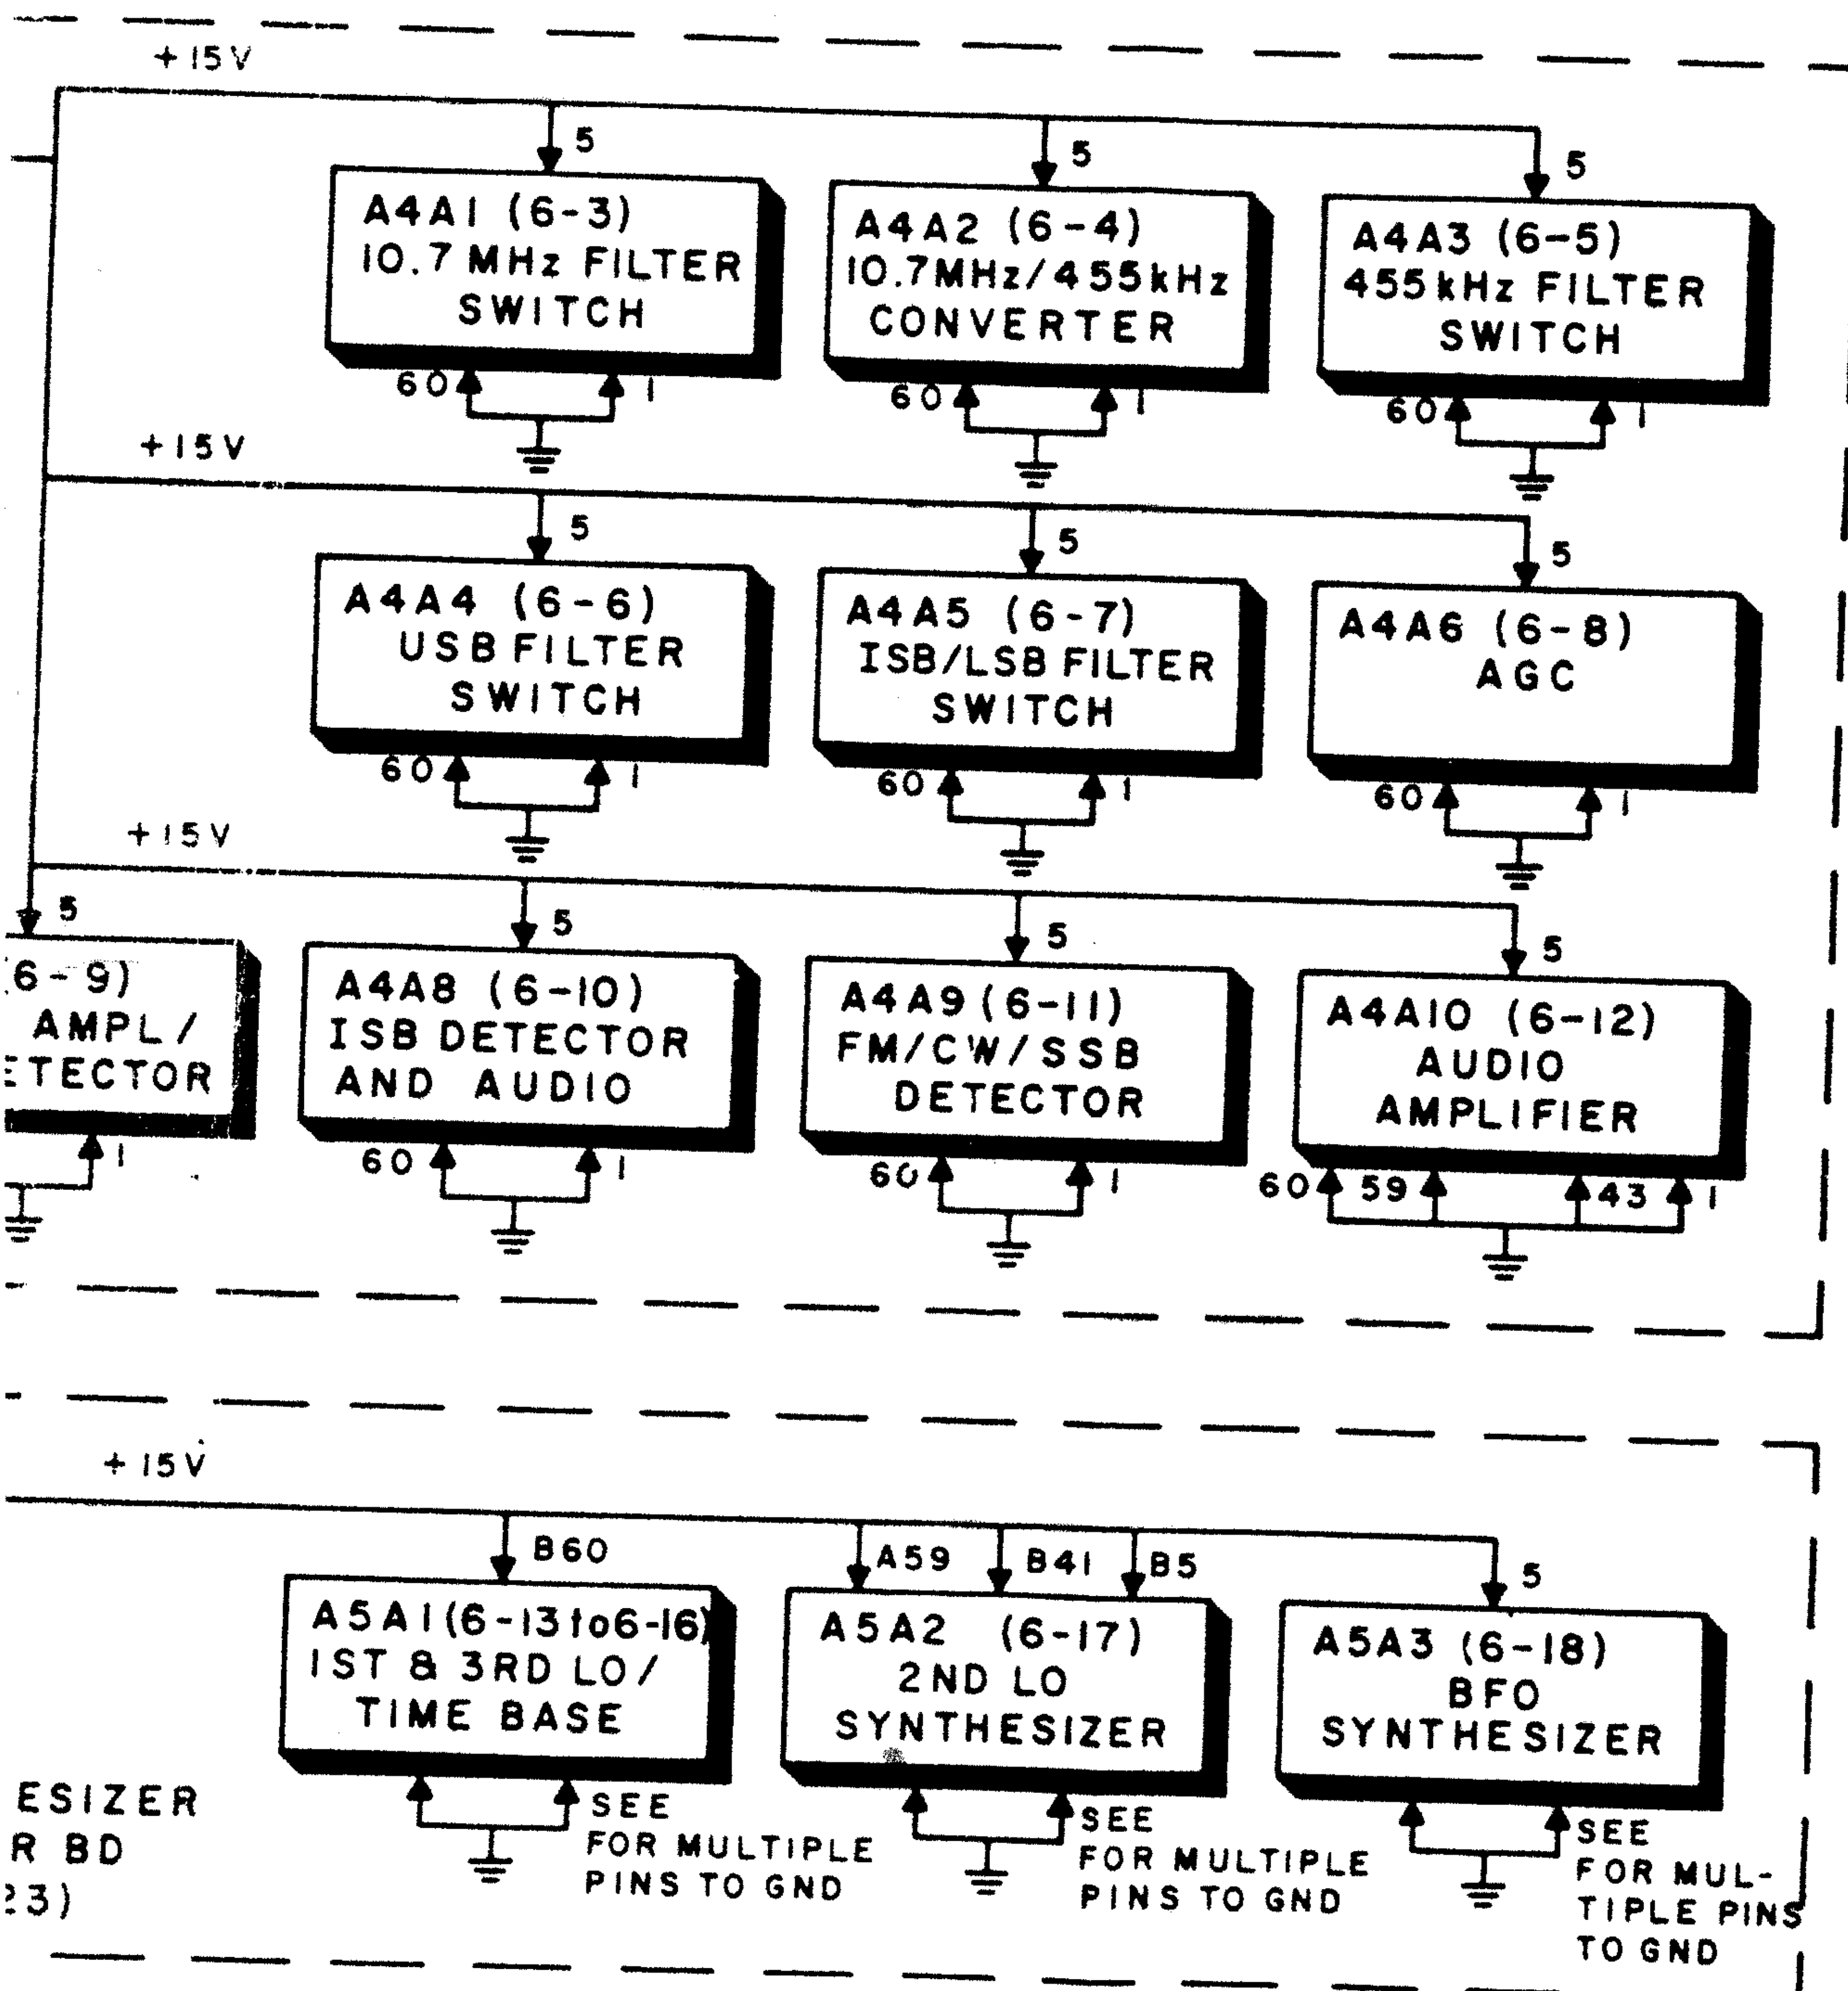 +15V
5
5
5
A4A1 (6-3)
10.7 MHz FILTER
SWITCH
60
1
A4A2 (6-4)
10.7MHz/455kHz
CONVERTER
60
1
A4A3 (6-5)
455kHz FILTER
SWITCH
60
1
+15V
5
5
5
A4A4 (6-6)
USB FILTER
SWITCH
60
1
A4A5 (6-7)
ISB/LSB FILTER
SWITCH
60
1
A4A6 (6-8)
AGC
60
1
+15V
5
5
5
5
(6-9)
AMPL/
ETECTOR
1
A4A8 (6-10)
ISB DETECTOR
AND AUDIO
60
1
A4A9 (6-11)
FM/CW/SSB
DETECTOR
60
1
A4A10 (6-12)
AUDIO
AMPLIFIER
60
59
43
1
+15V
B60
A59
B41
B5
5
A5A1 (6-13 to 6-16)
1ST & 3RD LO/
TIME BASE
SEE
FOR MULTIPLE
PINS TO GND
A5A2 (6-17)
2ND LO
SYNTHESIZER
SEE
FOR MULTIPLE
PINS TO GND
A5A3 (6-18)
BFO
SYNTHESIZER
SEE
FOR MUL-
TIPLE PINS
TO GND
ESIZER
R BD
23)